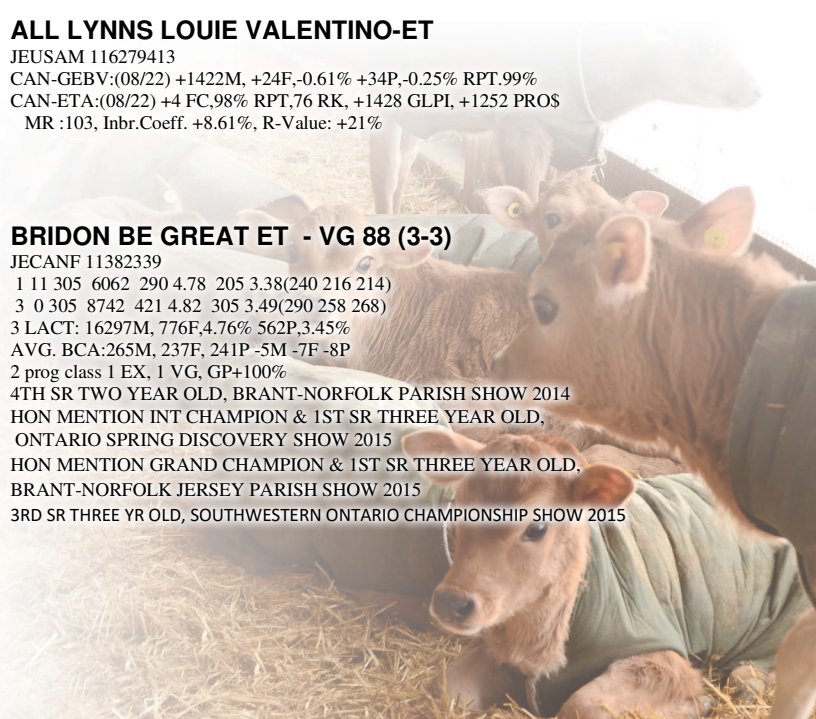 ALL LYNNS LOUIE VALENTINO-ET
JEUSAM 116279413
CAN-GEBV:(08/22) +1422M, +24F,-0.61% +34P,-0.25% RPT.99%
CAN-ETA:(08/22) +4 FC,98% RPT,76 RK, +1428 GLPI, +1252 PRO$
MR :103, Inbr.Coeff. +8.61%, R-Value: +21%
BRIDON BE GREAT ET - VG 88 (3-3)
JECANF 11382339
1 11 305 6062 290 4.78 205 3.38(240 216 214)
3 0 305 8742 421 4.82 305 3.49(290 258 268)
3 LACT: 16297M, 776F,4.76% 562P,3.45%
AVG. BCA:265M, 237F, 241P -5M -7F -8P
2 prog class 1 EX, 1 VG, GP+100%
4TH SR TWO YEAR OLD, BRANT-NORFOLK PARISH SHOW 2014
HON MENTION INT CHAMPION & 1ST SR THREE YEAR OLD,
ONTARIO SPRING DISCOVERY SHOW 2015
HON MENTION GRAND CHAMPION & 1ST SR THREE YEAR OLD,
BRANT-NORFOLK JERSEY PARISH SHOW 2015
3RD SR THREE YR OLD, SOUTHWESTERN ONTARIO CHAMPIONSHIP SHOW 2015